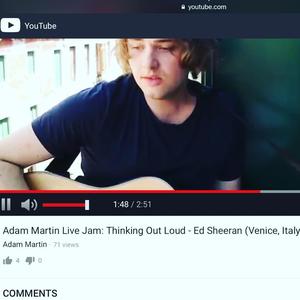 youtube.com
YouTube
1:48 / 2:51
Adam Martin Live Jam: Thinking Out Loud - Ed Sheeran (Venice, Italy
Adam Martin · 71 views
4 0
COMMENTS